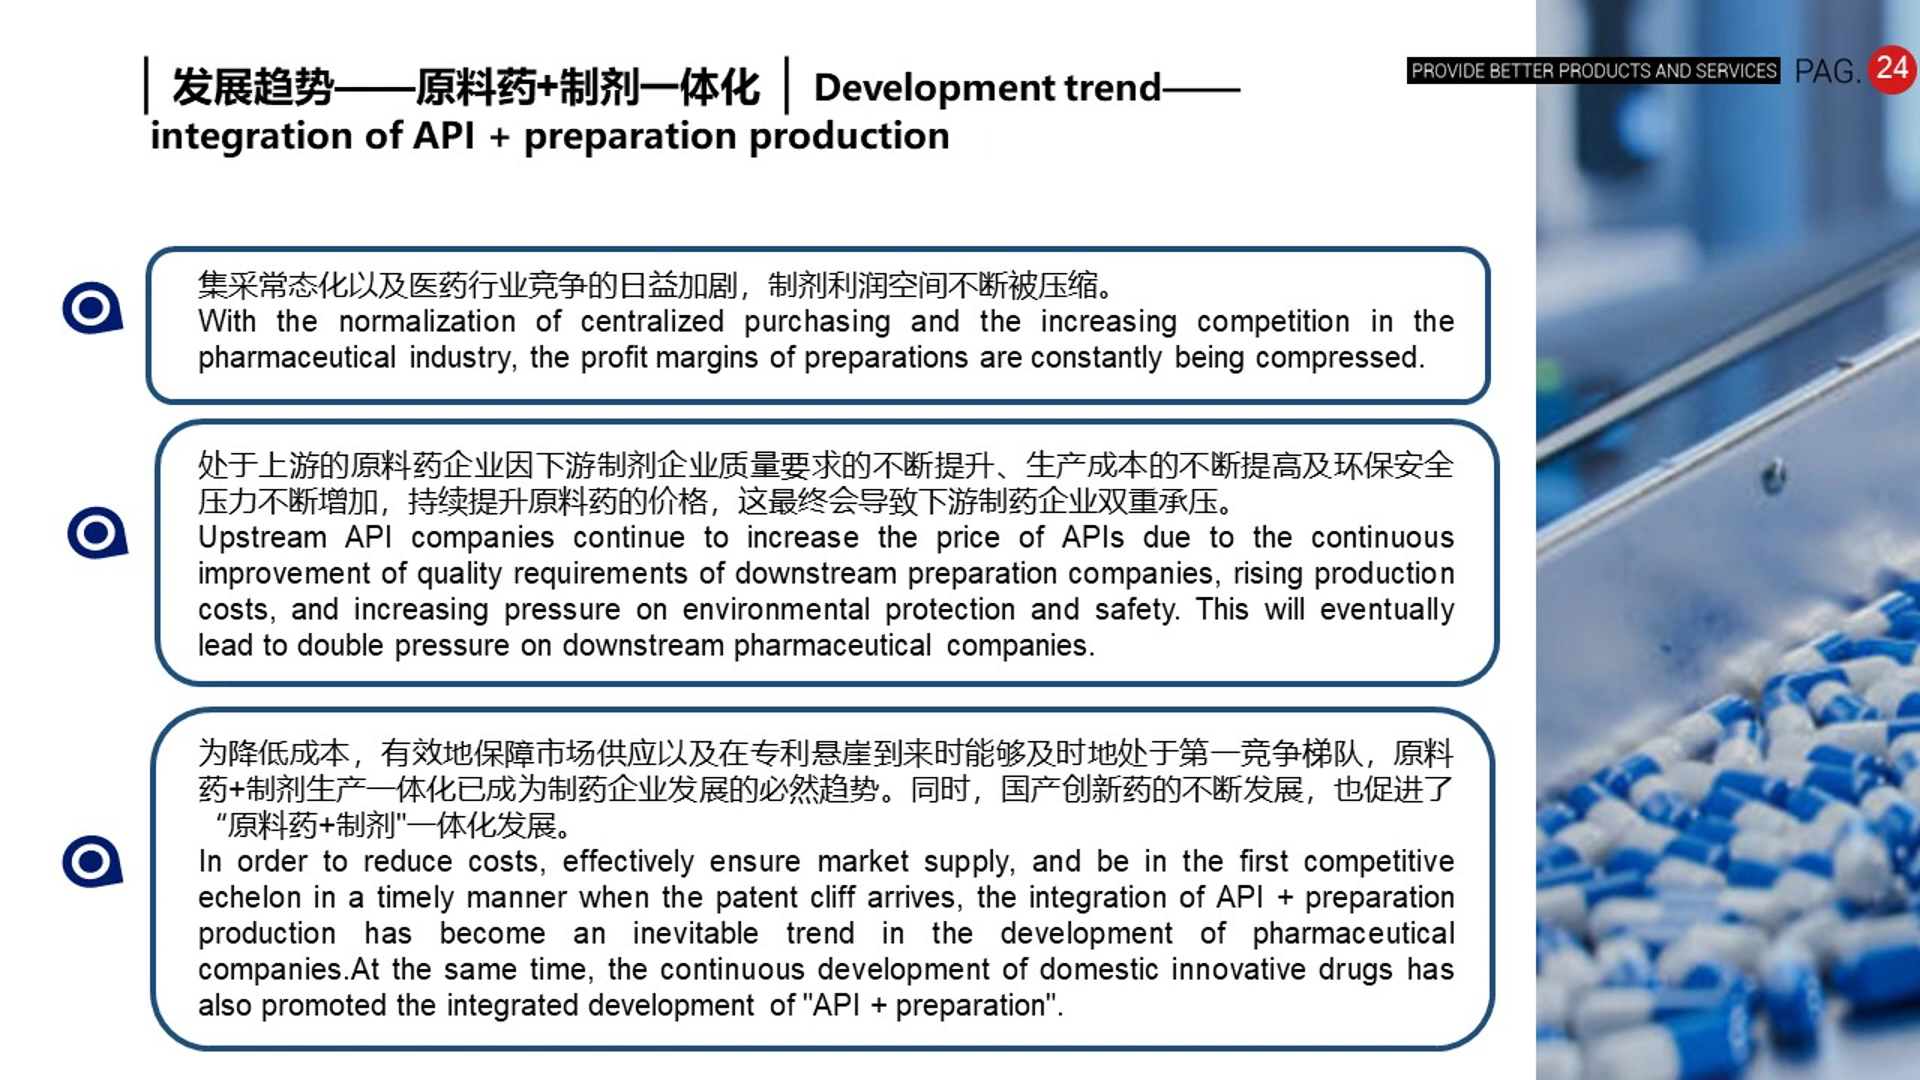 │ 发展趋势——原料药+制剂一体化 │ Development trend——
integration of API + preparation production
PROVIDE BETTER PRODUCTS AND SERVICES PAG. 24
集采常态化以及医药行业竞争的日益加剧，制剂利润空间不断被压缩。
With the normalization of centralized purchasing and the increasing competition in the
pharmaceutical industry, the profit margins of preparations are constantly being compressed.
处于上游的原料药企业因下游制剂企业质量要求的不断提升、生产成本的不断提高及环保安全
压力不断增加，持续提升原料药的价格，这最终会导致下游制药企业双重承压。
Upstream API companies continue to increase the price of APIs due to the continuous
improvement of quality requirements of downstream preparation companies, rising production
costs, and increasing pressure on environmental protection and safety. This will eventually
lead to double pressure on downstream pharmaceutical companies.
为降低成本，有效地保障市场供应以及在专利悬崖到来时能够及时地处于第一竞争梯队，原料
药+制剂生产一体化已成为制药企业发展的必然趋势。同时，国产创新药的不断发展，也促进了
“原料药+制剂"一体化发展。
In order to reduce costs, effectively ensure market supply, and be in the first competitive
echelon in a timely manner when the patent cliff arrives, the integration of API + preparation
production has become an inevitable trend in the development of pharmaceutical
companies.At the same time, the continuous development of domestic innovative drugs has
also promoted the integrated development of "API + preparation".